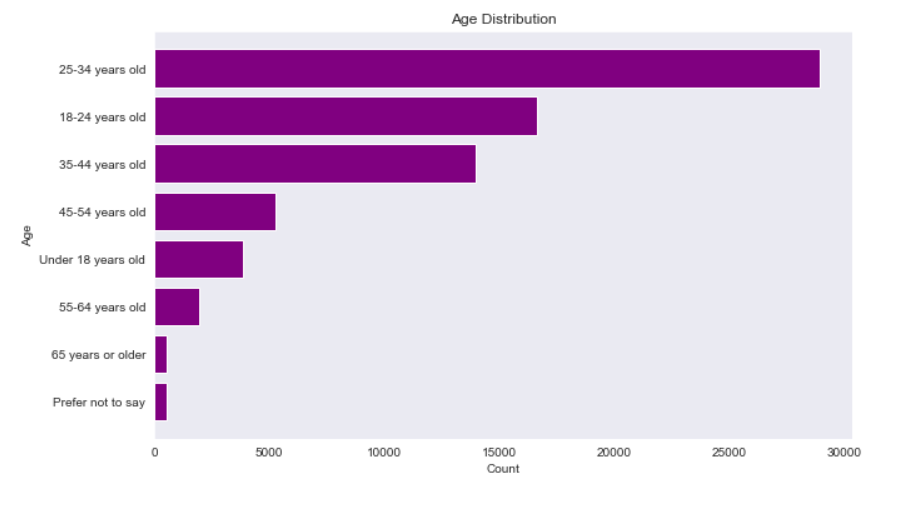 Age Distribution
25-34 years old
18-24 years old
35-44 years old
45-54 years old
Age
Under 18 years old
55-64 years old
65 years or older
Prefer not to say
0 5000 10000 15000 20000 25000 30000
Count